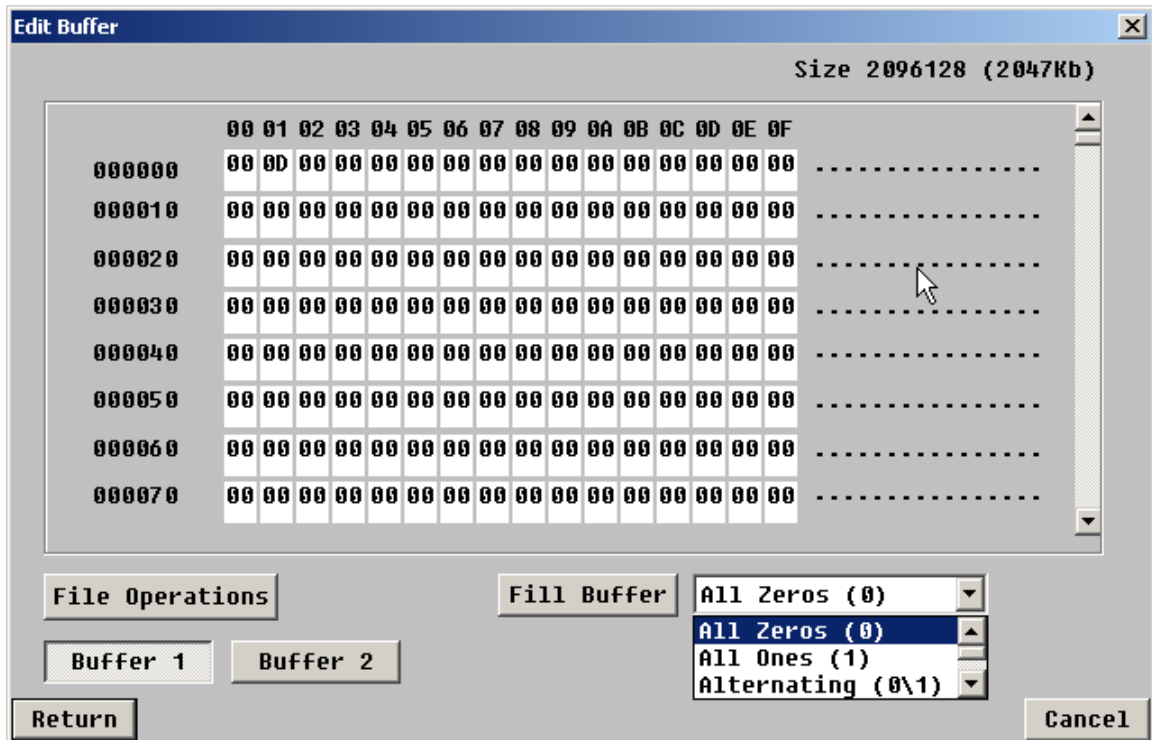 Edit Buffer
Size 2096128 (2047Kb)
00 01 02 03 04 05 06 07 08 09 0A 0B 0C 0D 0E 0F
000000 00 0D 00 00 00 00 00 00 00 00 00 00 00 00 00 00 ................
000010 00 00 00 00 00 00 00 00 00 00 00 00 00 00 00 00 ................
000020 00 00 00 00 00 00 00 00 00 00 00 00 00 00 00 00 ................
000030 00 00 00 00 00 00 00 00 00 00 00 00 00 00 00 00 ................
000040 00 00 00 00 00 00 00 00 00 00 00 00 00 00 00 00 ................
000050 00 00 00 00 00 00 00 00 00 00 00 00 00 00 00 00 ................
000060 00 00 00 00 00 00 00 00 00 00 00 00 00 00 00 00 ................
000070 00 00 00 00 00 00 00 00 00 00 00 00 00 00 00 00 ................
File Operations Fill Buffer All Zeros (0)
All Zeros (0)
All Ones (1)
Alternating (0\1)
Buffer 1 Buffer 2
Return Cancel